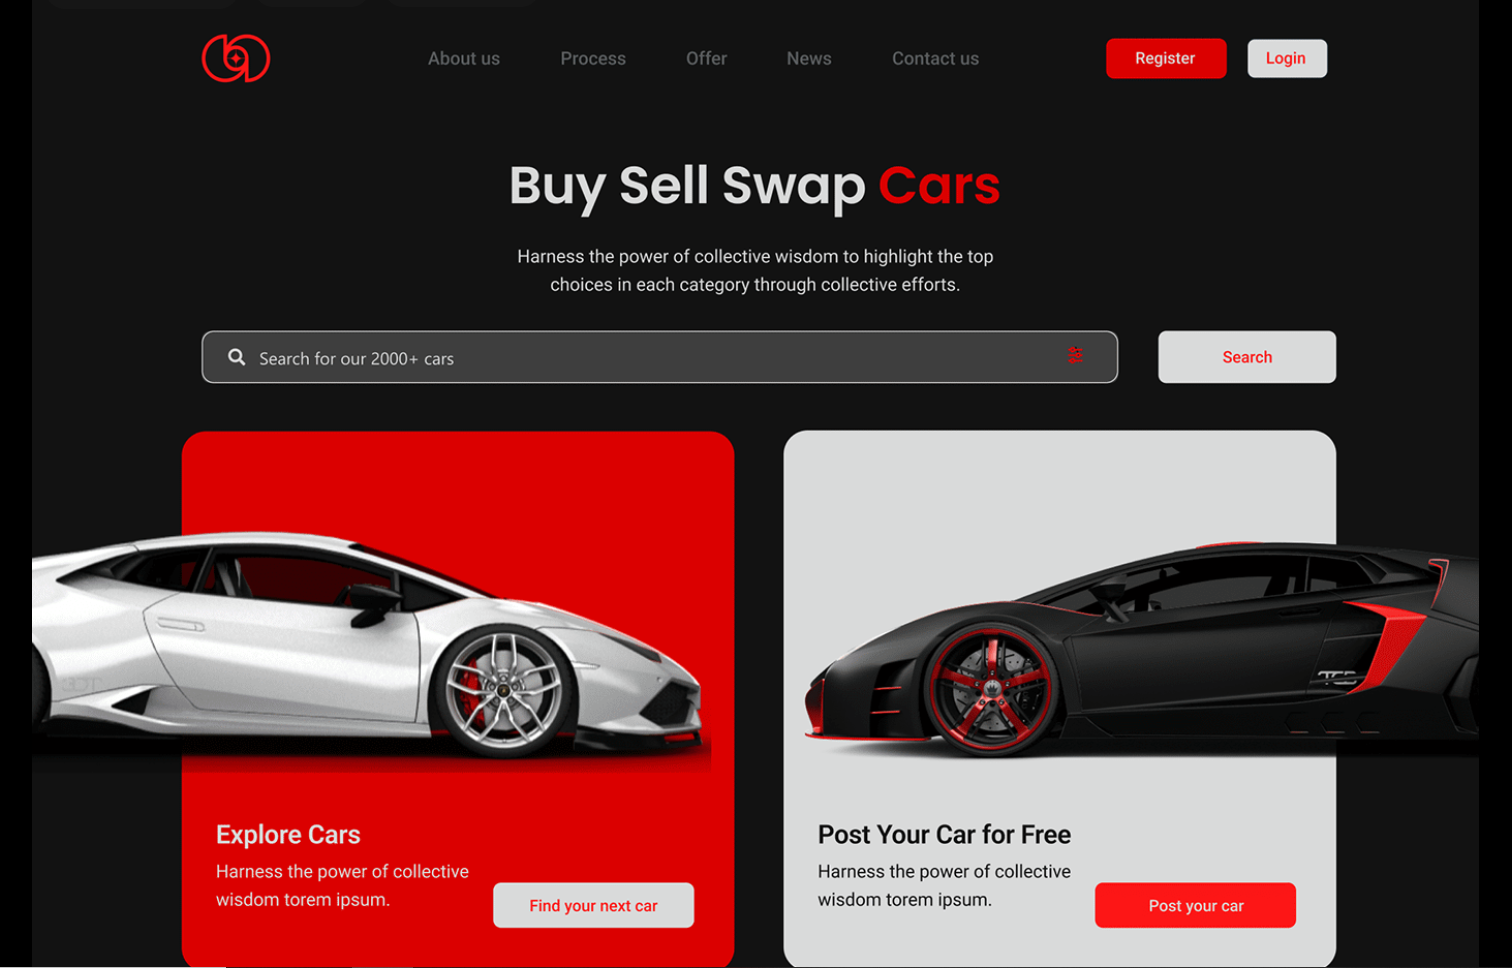 About us
Process
Offer
News
Contact us
Register
Login
Buy Sell Swap Cars
Harness the power of collective wisdom to highlight the top
choices in each category through collective efforts.
Search for our 2000+ cars
Search
Explore Cars
Harness the power of collective
wisdom torem ipsum.
Find your next car
Post Your Car for Free
Harness the power of collective
wisdom torem ipsum.
Post your car